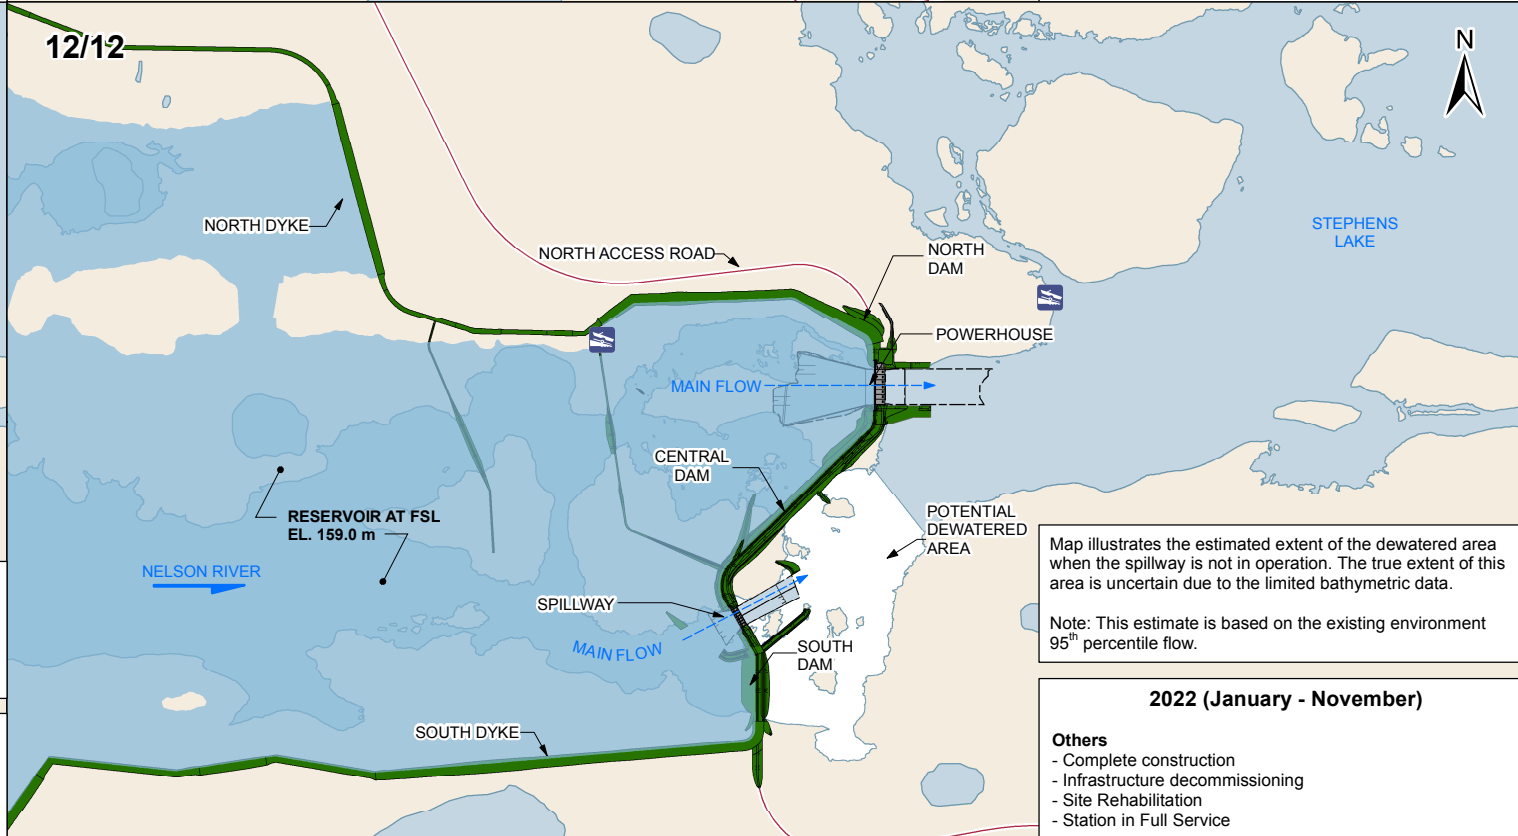 12/12
N
STEPHENS
LAKE
NORTH DYKE
NORTH ACCESS ROAD
NORTH
DAM
POWERHOUSE
MAIN FLOW
CENTRAL
DAM
RESERVOIR AT FSL
EL. 159.0 m
POTENTIAL
DEWATERED
AREA
NELSON RIVER
SPILLWAY
MAIN FLOW
SOUTH
DAM
SOUTH DYKE
Map illustrates the estimated extent of the dewatered area
when the spillway is not in operation. The true extent of this
area is uncertain due to the limited bathymetric data.
Note: This estimate is based on the existing environment
95th percentile flow.
2022 (January - November)
Others
- Complete construction
- Infrastructure decommissioning
- Site Rehabilitation
- Station in Full Service